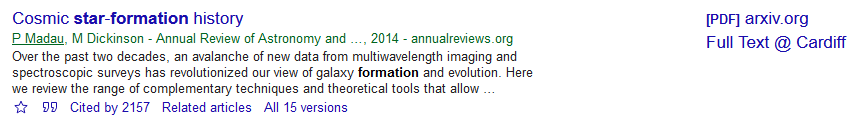 Cosmic star-formation history
P Madau, M Dickinson - Annual Review of Astronomy and ..., 2014 - annualreviews.org
Over the past two decades, an avalanche of new data from multiwavelength imaging and
spectroscopic surveys has revolutionized our view of galaxy formation and evolution. Here
we review the range of complementary techniques and theoretical tools that allow ...
Cited by 2157 Related articles All 15 versions
[PDF] arxiv.org
Full Text @ Cardiff